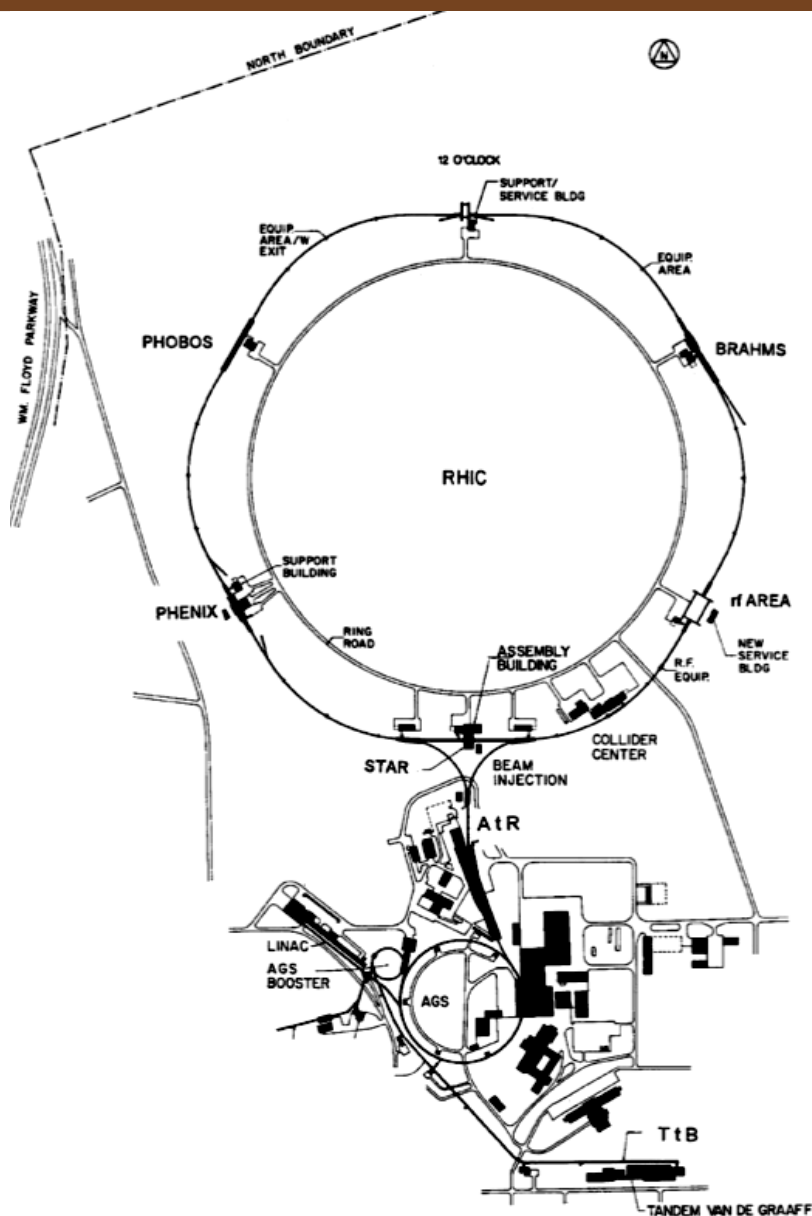 NORTH BOUNDARY
N
12 O'CLOCK
SUPPORT/
SERVICE BLDG
EQUIP.
AREA/W
EXIT
EQUIP.
AREA
WM. FLOYD PARKWAY
PHOBOS
BRAHMS
RHIC
SUPPORT
BUILDING
PHENIX
rf AREA
RING
ROAD
ASSEMBLY
BUILDING
NEW
SERVICE
BLDG
R.F.
EQUIP.
STAR
BEAM
INJECTION
COLLIDER
CENTER
A t R
LINAC
AGS
BOOSTER
AGS
T t B
TANDEM VAN DE GRAAFF